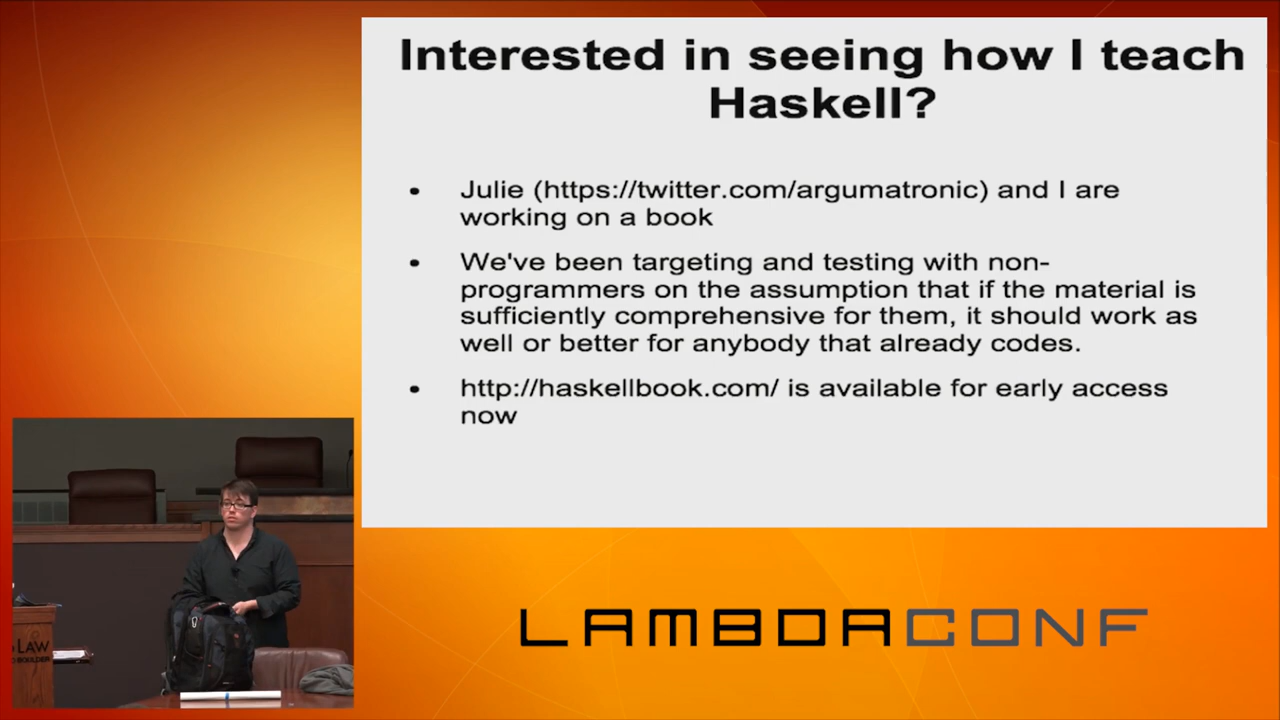 Interested in seeing how I teach
Haskell?
• Julie (https://twitter.com/argumatronic) and I are
working on a book
• We've been targeting and testing with non-
programmers on the assumption that if the material is
sufficiently comprehensive for them, it should work as
well or better for anybody that already codes.
• http://haskellbook.com/ is available for early access
now
LAMBDACONF
LAW
BOULDER